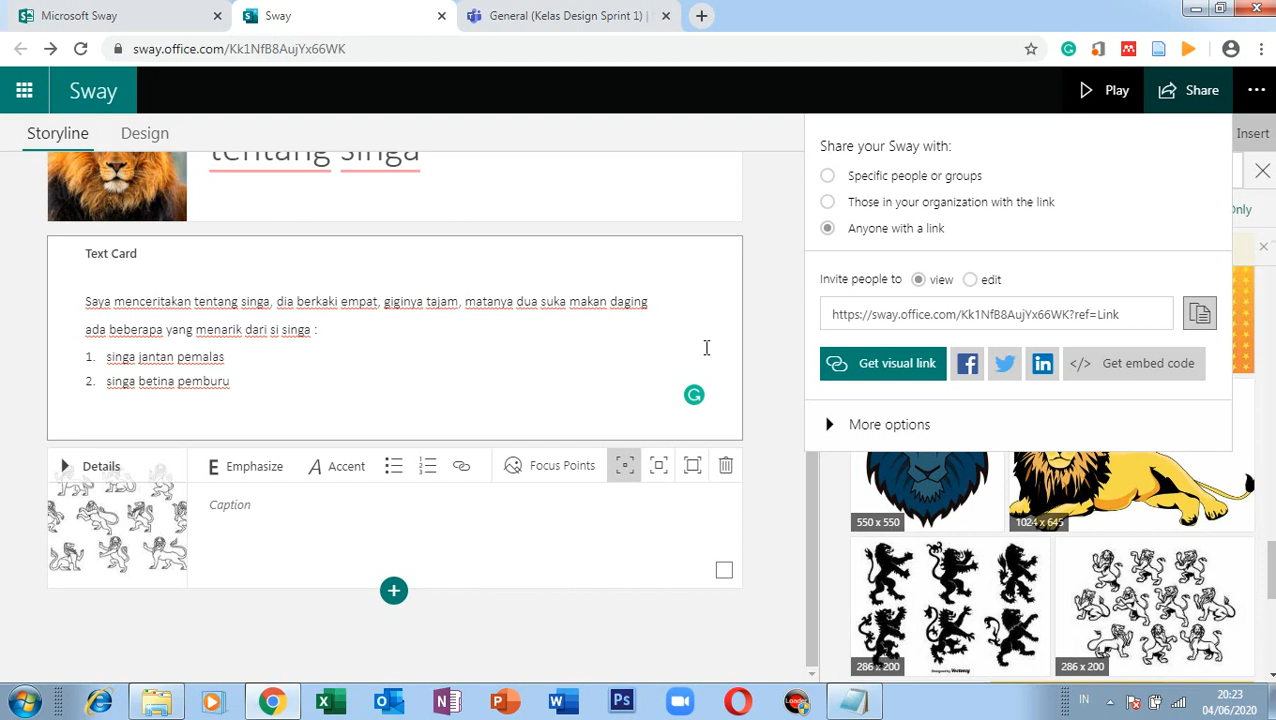 Microsoft Sway
Sway
General (Kelas Design Sprint 1) |
sway.office.com/Kk1NfB8AujYx66WK
Sway
Play
Share
Storyline
Design
Insert
tentang singa
Share your Sway with:
Specific people or groups
Those in your organization with the link
Anyone with a link
Only
Text Card
Invite people to
view
edit
Saya menceritakan tentang singa, dia berkaki empat, giginya tajam, matanya dua suka makan daging
ada beberapa yang menarik dari si singa :
1. singa jantan pemalas
2. singa betina pemburu
https://sway.office.com/Kk1NfB8AujYx66WK?ref=Link
Get visual link
</> Get embed code
More options
Details
E Emphasize
A Accent
Focus Points
Caption
550 x 550
1024 x 645
286 x 200
286 x 200
IN
20:23
04/06/2020